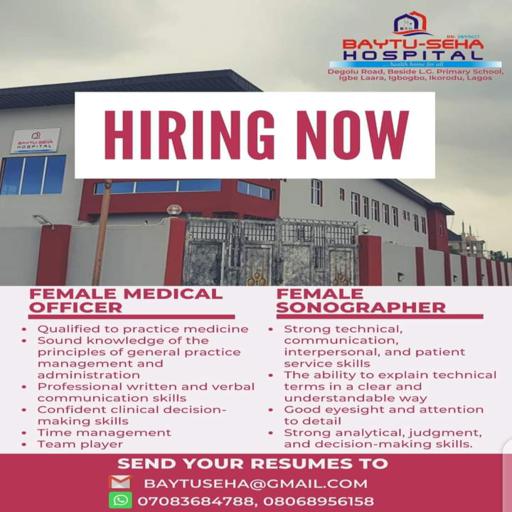 BAYTU-SEHA
HOSPITAL
health home for all
Degolu Road, Beside L.G. Primary School,
Igbe Laara, Igbogbo, Ikorodu, Lagos
HIRING NOW
BAYTU-SEHA
HOSPITAL
FEMALE MEDICAL
OFFICER
• Qualified to practice medicine
• Sound knowledge of the
principles of general practice
management and
administration
• Professional written and verbal
communication skills
• Confident clinical decision-
making skills
• Time management
• Team player
FEMALE
SONOGRAPHER
• Strong technical,
communication,
interpersonal, and patient
service skills
• The ability to explain technical
terms in a clear and
understandable way
• Good eyesight and attention
to detail
• Strong analytical, judgment,
and decision-making skills.
SEND YOUR RESUMES TO
BAYTUSEHA@GMAIL.COM
07083684788, 08068956158